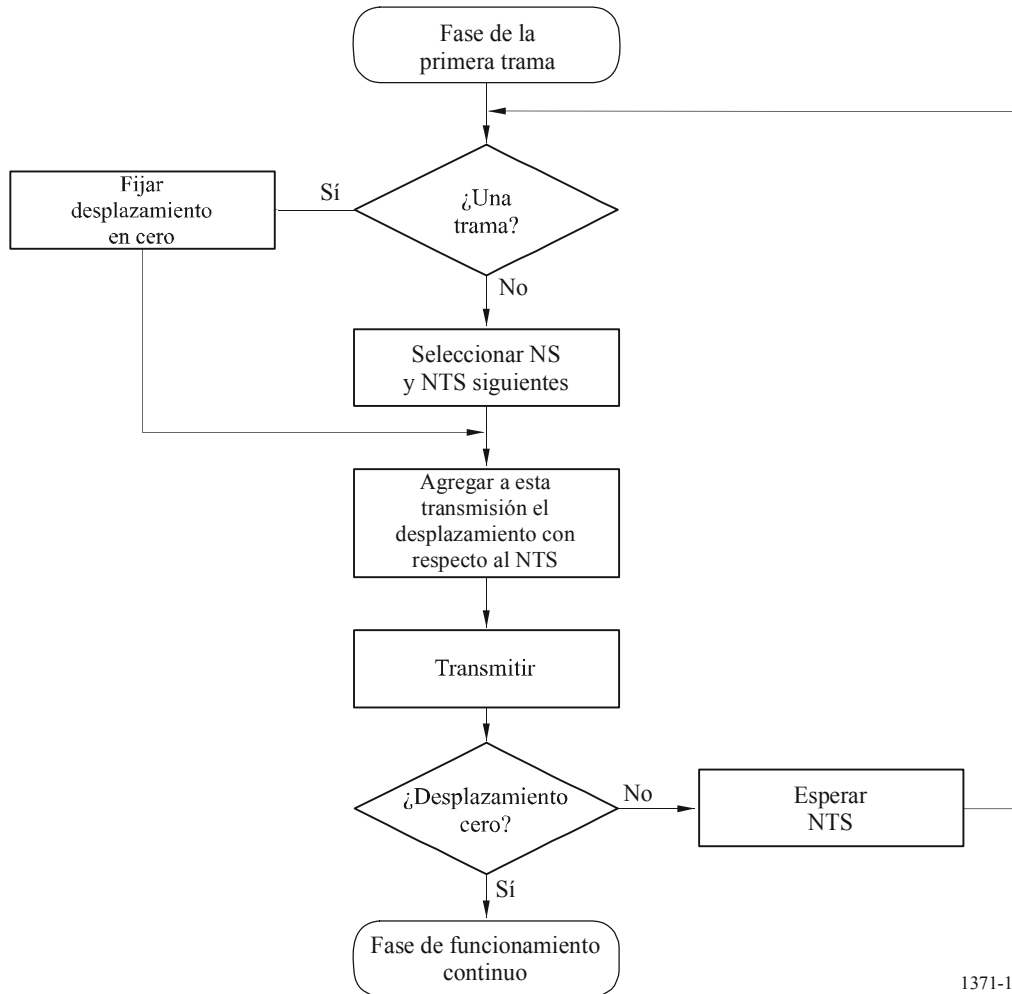 Fase de la
primera trama
¿Una
trama?
Sí
Fijar
desplazamiento
en cero
No
Seleccionar NS
y NTS siguientes
Agregar a esta
transmisión el
desplazamiento con
respecto al NTS
Transmitir
¿Desplazamiento
cero?
No
Esperar
NTS
Sí
Fase de funcionamiento
continuo
1371-1